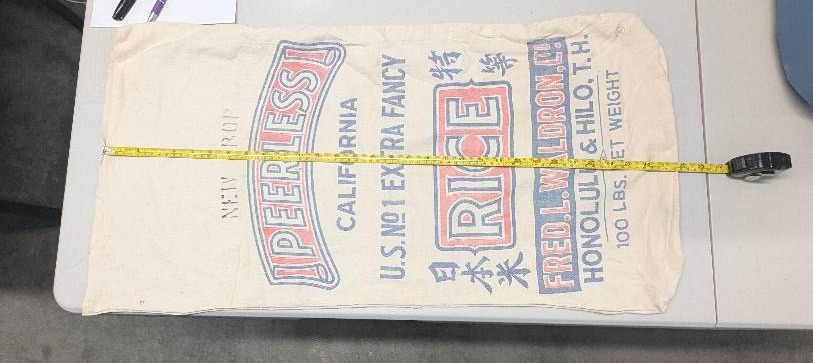 NEW CROP
PEERLESS
CALIFORNIA
U.S. No 1 EXTRA FANCY
日本米
RICE
特等
FRED.L.WALDRON.LTD.
HONOLULU & HILO, T.H.
100 LBS. NET WEIGHT